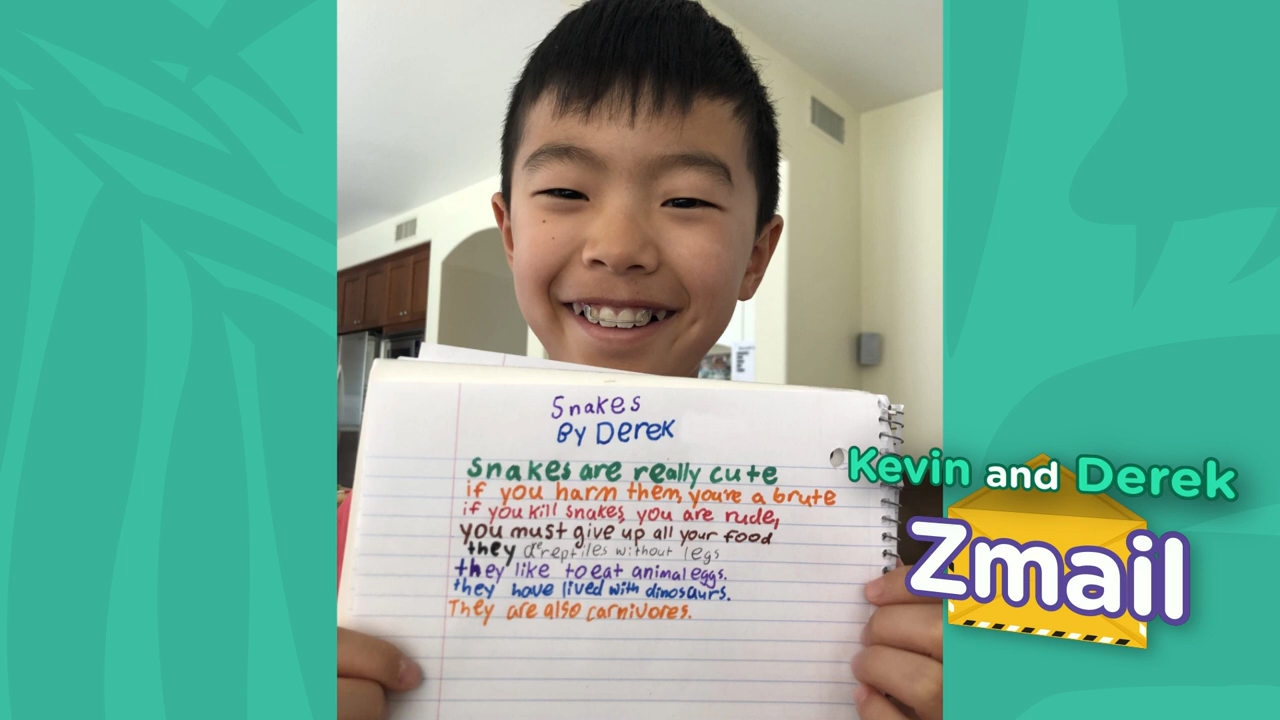 Snakes
By Derek
Snakes are really cute
if you harm them, you're a brute
if you kill snakes, you are rude,
you must give up all your food
they are reptiles without legs
they like to eat animal eggs.
they have lived with dinosaurs.
They are also carnivores.
Kevin and Derek
Zmail